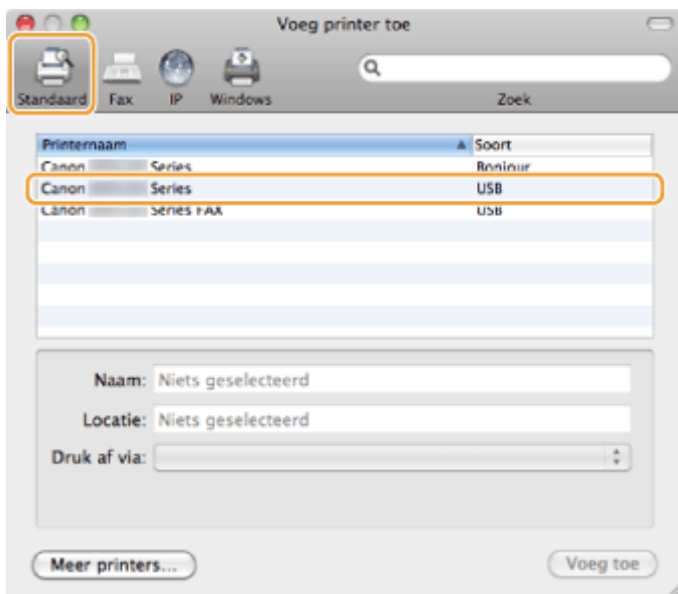 Voeg printer toe
Standaard Fax IP Windows Zoek
Printernaam Soort
Canon Series Bonjour
Canon Series USB
Canon Series FAX USB
Naam: Niets geselecteerd
Locatie: Niets geselecteerd
Druk af via:
Meer printers... Voeg toe